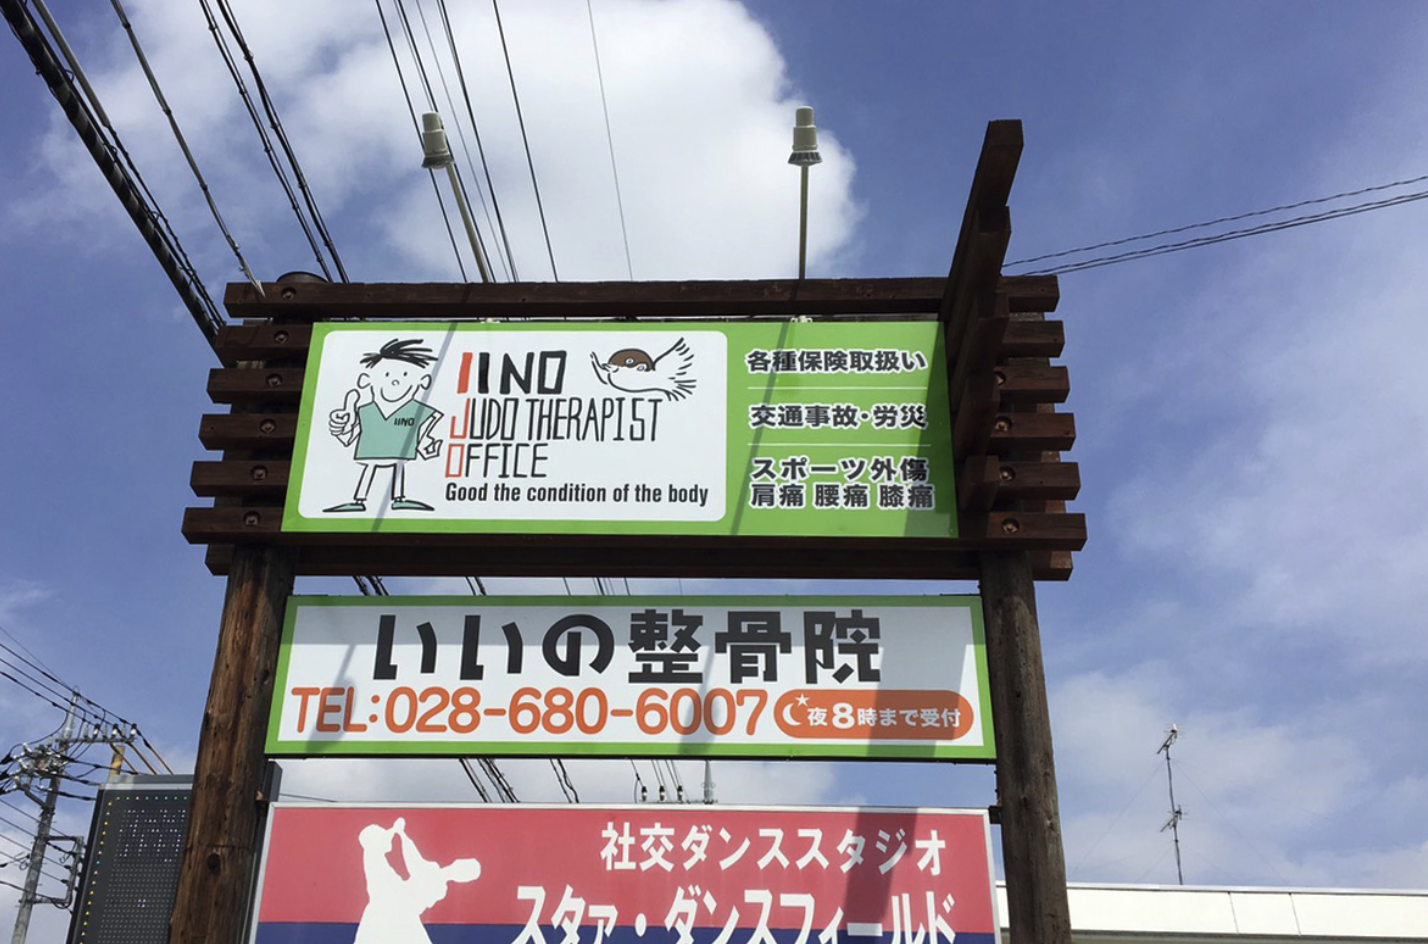 IINO
JUDO THERAPIST
OFFICE
Good the condition of the body
IINO
各種保険取扱い
交通事故・労災
スポーツ外傷
肩痛 腰痛 膝痛
いいの整骨院
TEL:028-680-6007 夜8時まで受付
社交ダンススタジオ
スタァ・ダンスフィールド